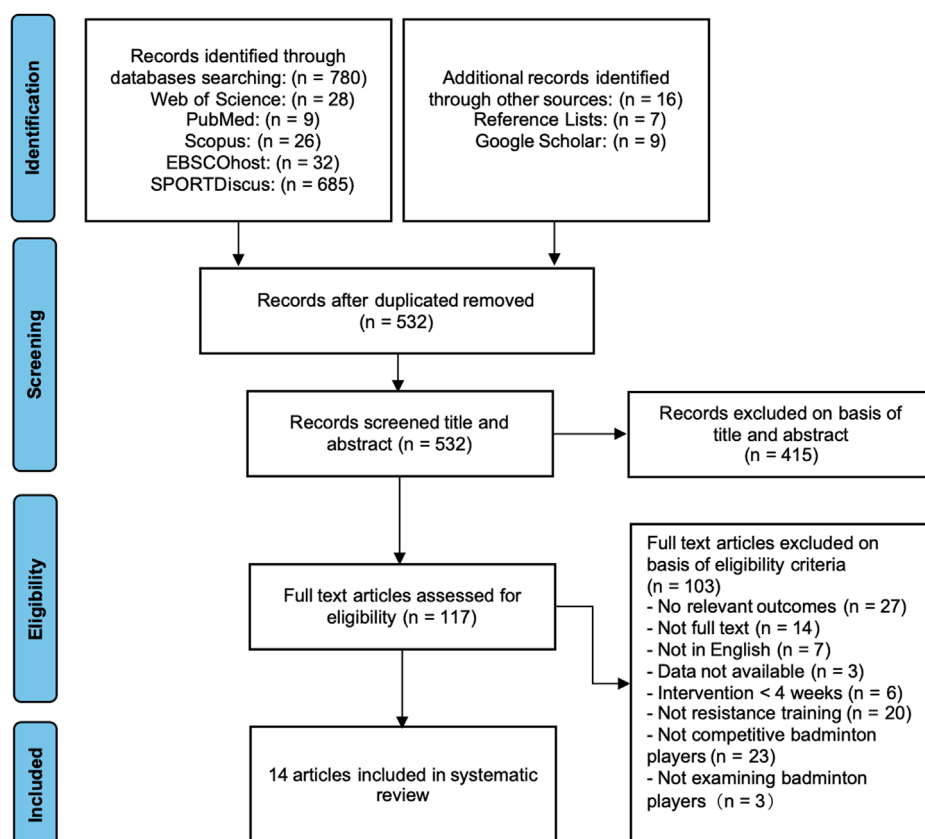 Identification
Records identified through
databases searching: (n = 780)
Web of Science: (n = 28)
PubMed: (n = 9)
Scopus: (n = 26)
EBSCOhost: (n = 32)
SPORTDiscus: (n = 685)
Additional records identified
through other sources: (n = 16)
Reference Lists: (n = 7)
Google Scholar: (n = 9)
Screening
Records after duplicated removed
(n = 532)
Records screened title and
abstract (n = 532)
Records excluded on basis of
title and abstract
(n = 415)
Eligibility
Full text articles assessed for
eligibility (n = 117)
Full text articles excluded on
basis of eligibility criteria
(n = 103)
- No relevant outcomes (n = 27)
- Not full text (n = 14)
- Not in English (n = 7)
- Data not available (n = 3)
- Intervention < 4 weeks (n = 6)
- Not resistance training (n = 20)
- Not competitive badminton
players (n = 23)
- Not examining badminton
players（n = 3）
Included
14 articles included in systematic
review